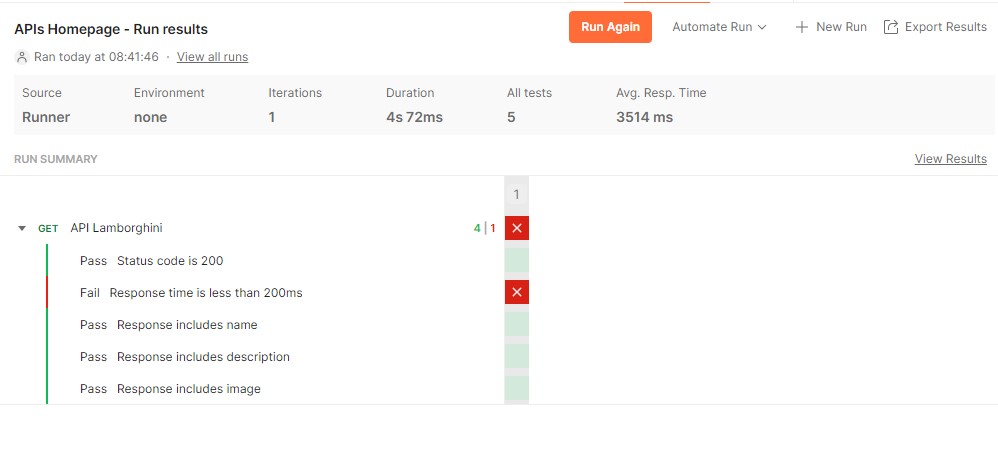 APIs Homepage - Run results
Run Again
Automate Run
New Run
Export Results
Ran today at 08:41:46 · View all runs
Source Environment Iterations Duration All tests Avg. Resp. Time
Runner none 1 4s 72ms 5 3514 ms
RUN SUMMARY View Results
1
GET API Lamborghini 4 | 1
Pass Status code is 200
Fail Response time is less than 200ms
Pass Response includes name
Pass Response includes description
Pass Response includes image